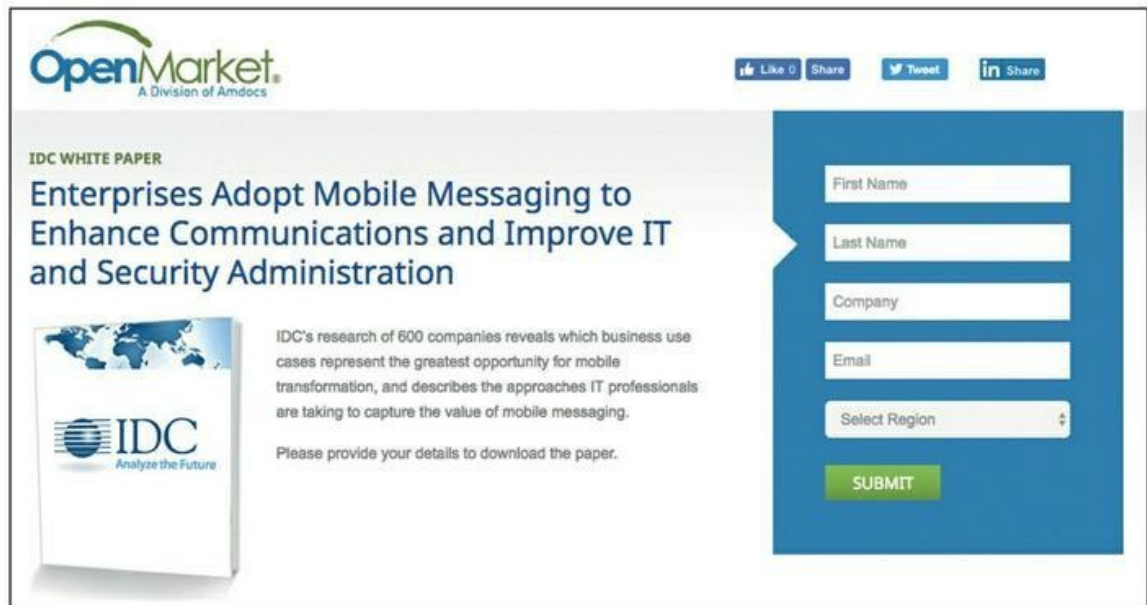 OpenMarket®
A Division of Amdocs
Like 0
Share
Tweet
in Share
IDC WHITE PAPER
Enterprises Adopt Mobile Messaging to
Enhance Communications and Improve IT
and Security Administration
IDC
Analyze the Future
IDC's research of 600 companies reveals which business use
cases represent the greatest opportunity for mobile
transformation, and describes the approaches IT professionals
are taking to capture the value of mobile messaging.
Please provide your details to download the paper.
First Name
Last Name
Company
Email
Select Region
SUBMIT